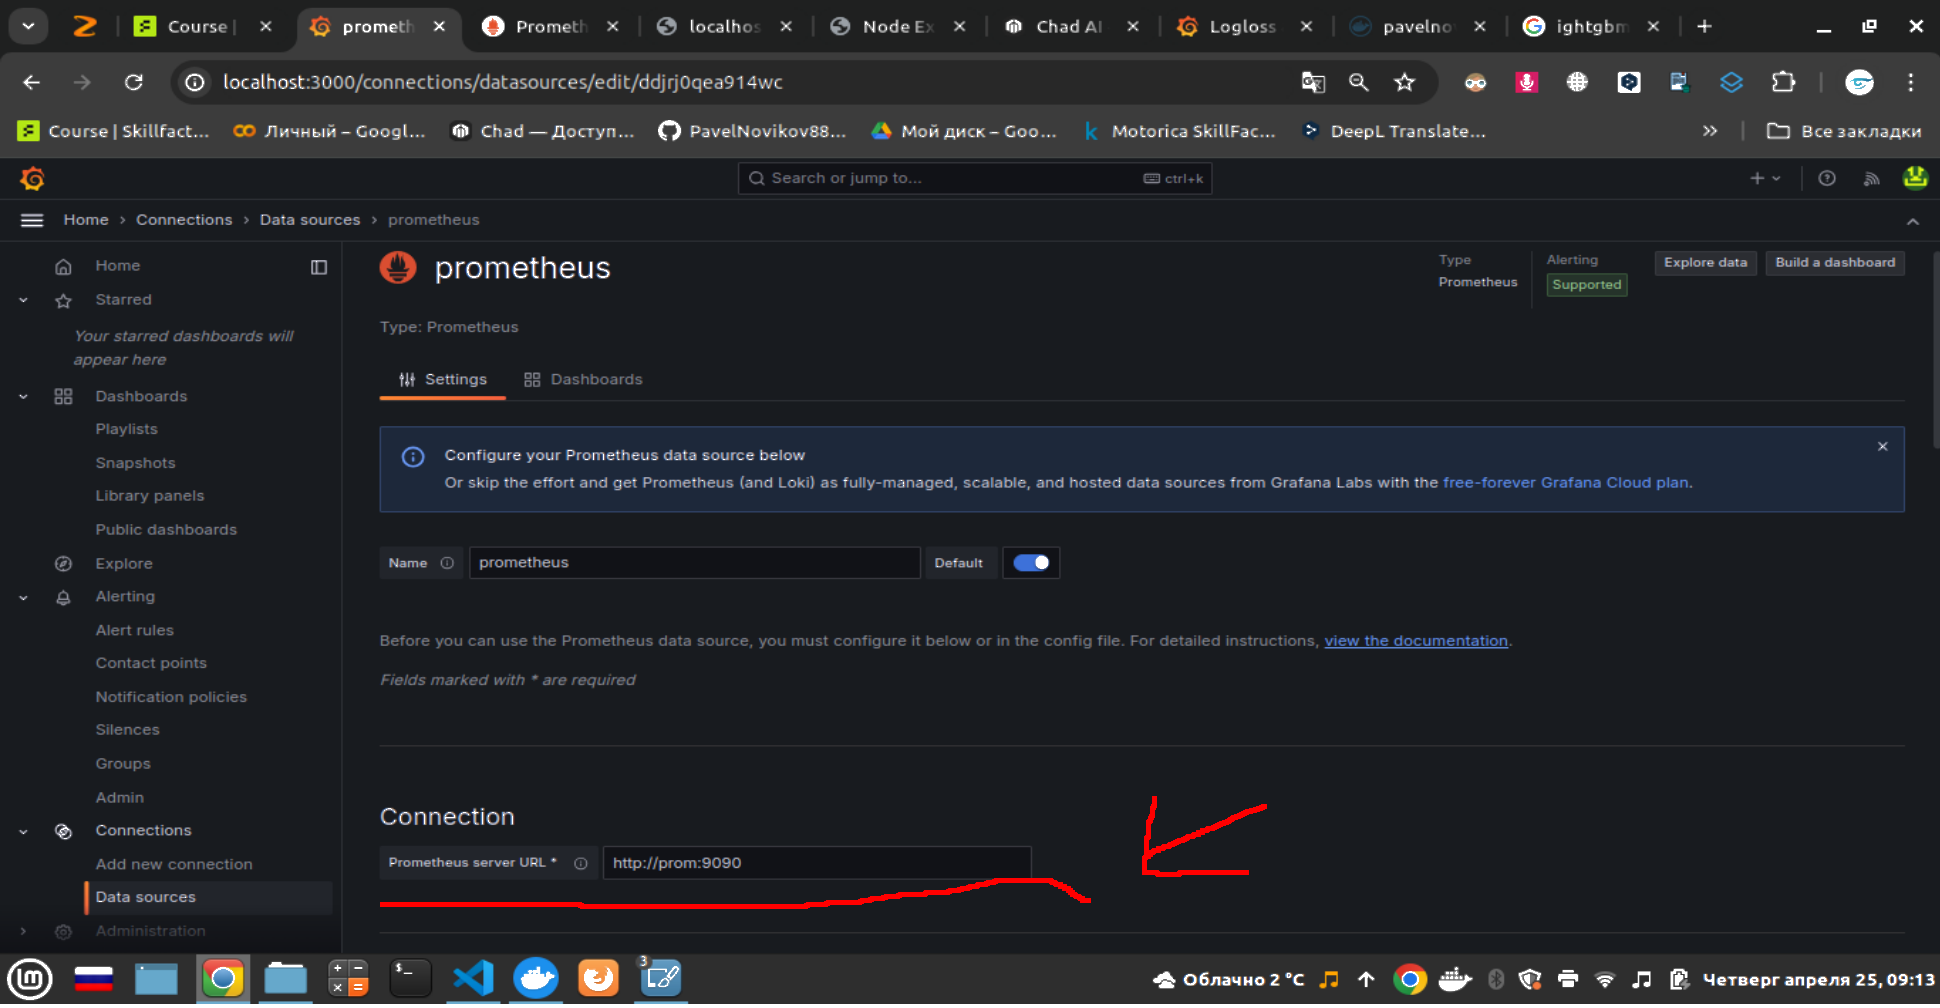 Course |
prometh
Prometh
localhos
Node Ex
Chad AI
Logloss
pavelno
ightgbm
localhost:3000/connections/datasources/edit/ddjrj0qea914wc
Course | Skillfact...
Личный – Googl...
Chad — Доступ...
PavelNovikov88...
Мой диск – Goo...
Motorica SkillFac...
DeepL Translate...
Все закладки
Search or jump to...
ctrl+k
Home > Connections > Data sources > prometheus
Home
Starred
Your starred dashboards will
appear here
Dashboards
Playlists
Snapshots
Library panels
Public dashboards
Explore
Alerting
Alert rules
Contact points
Notification policies
Silences
Groups
Admin
Connections
Add new connection
Data sources
Administration
prometheus
Type
Prometheus
Alerting
Supported
Explore data
Build a dashboard
Type: Prometheus
Settings
Dashboards
Configure your Prometheus data source below
Or skip the effort and get Prometheus (and Loki) as fully-managed, scalable, and hosted data sources from Grafana Labs with the free-forever Grafana Cloud plan.
Name
prometheus
Default
Before you can use the Prometheus data source, you must configure it below or in the config file. For detailed instructions, view the documentation.
Fields marked with * are required
Connection
Prometheus server URL *
http://prom:9090
3
Облачно 2 °C
Четверг апреля 25, 09:13